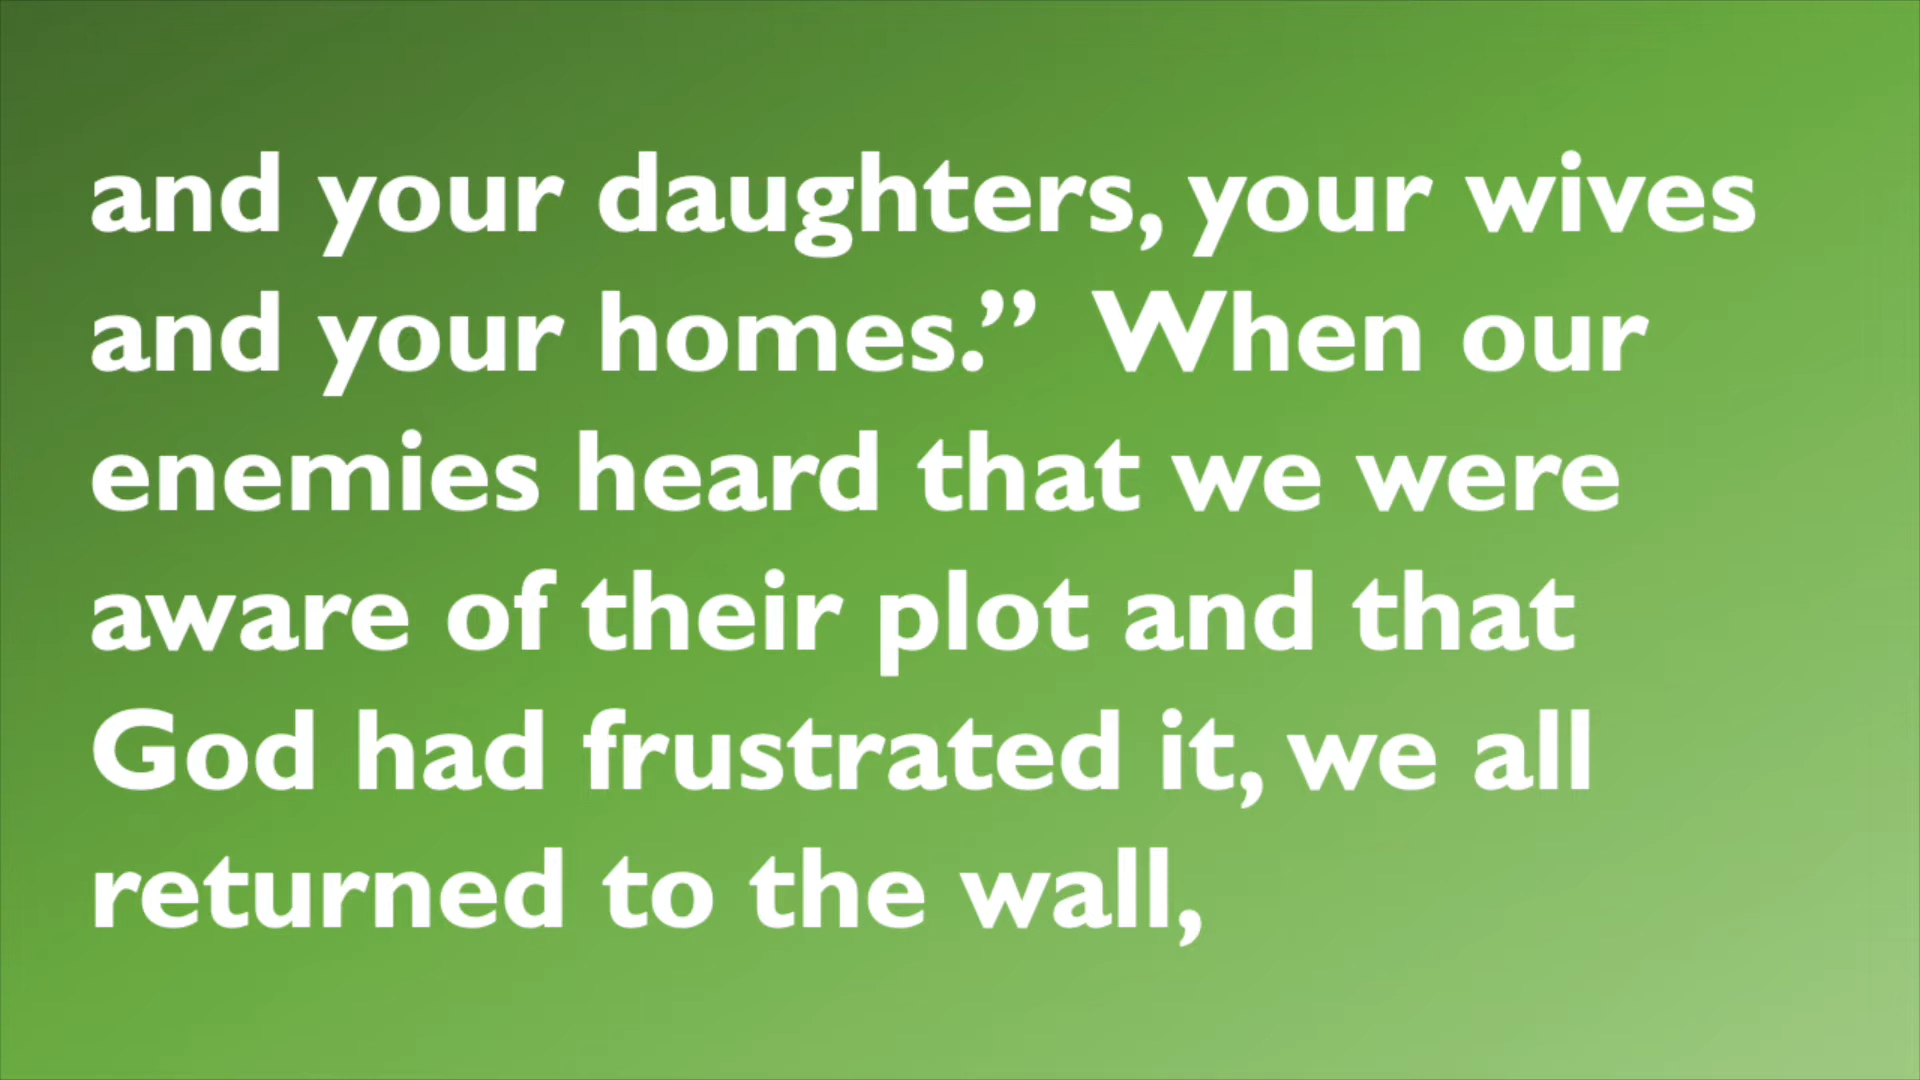 and your daughters, your wives
and your homes.”  When our
enemies heard that we were
aware of their plot and that
God had frustrated it, we all
returned to the wall,